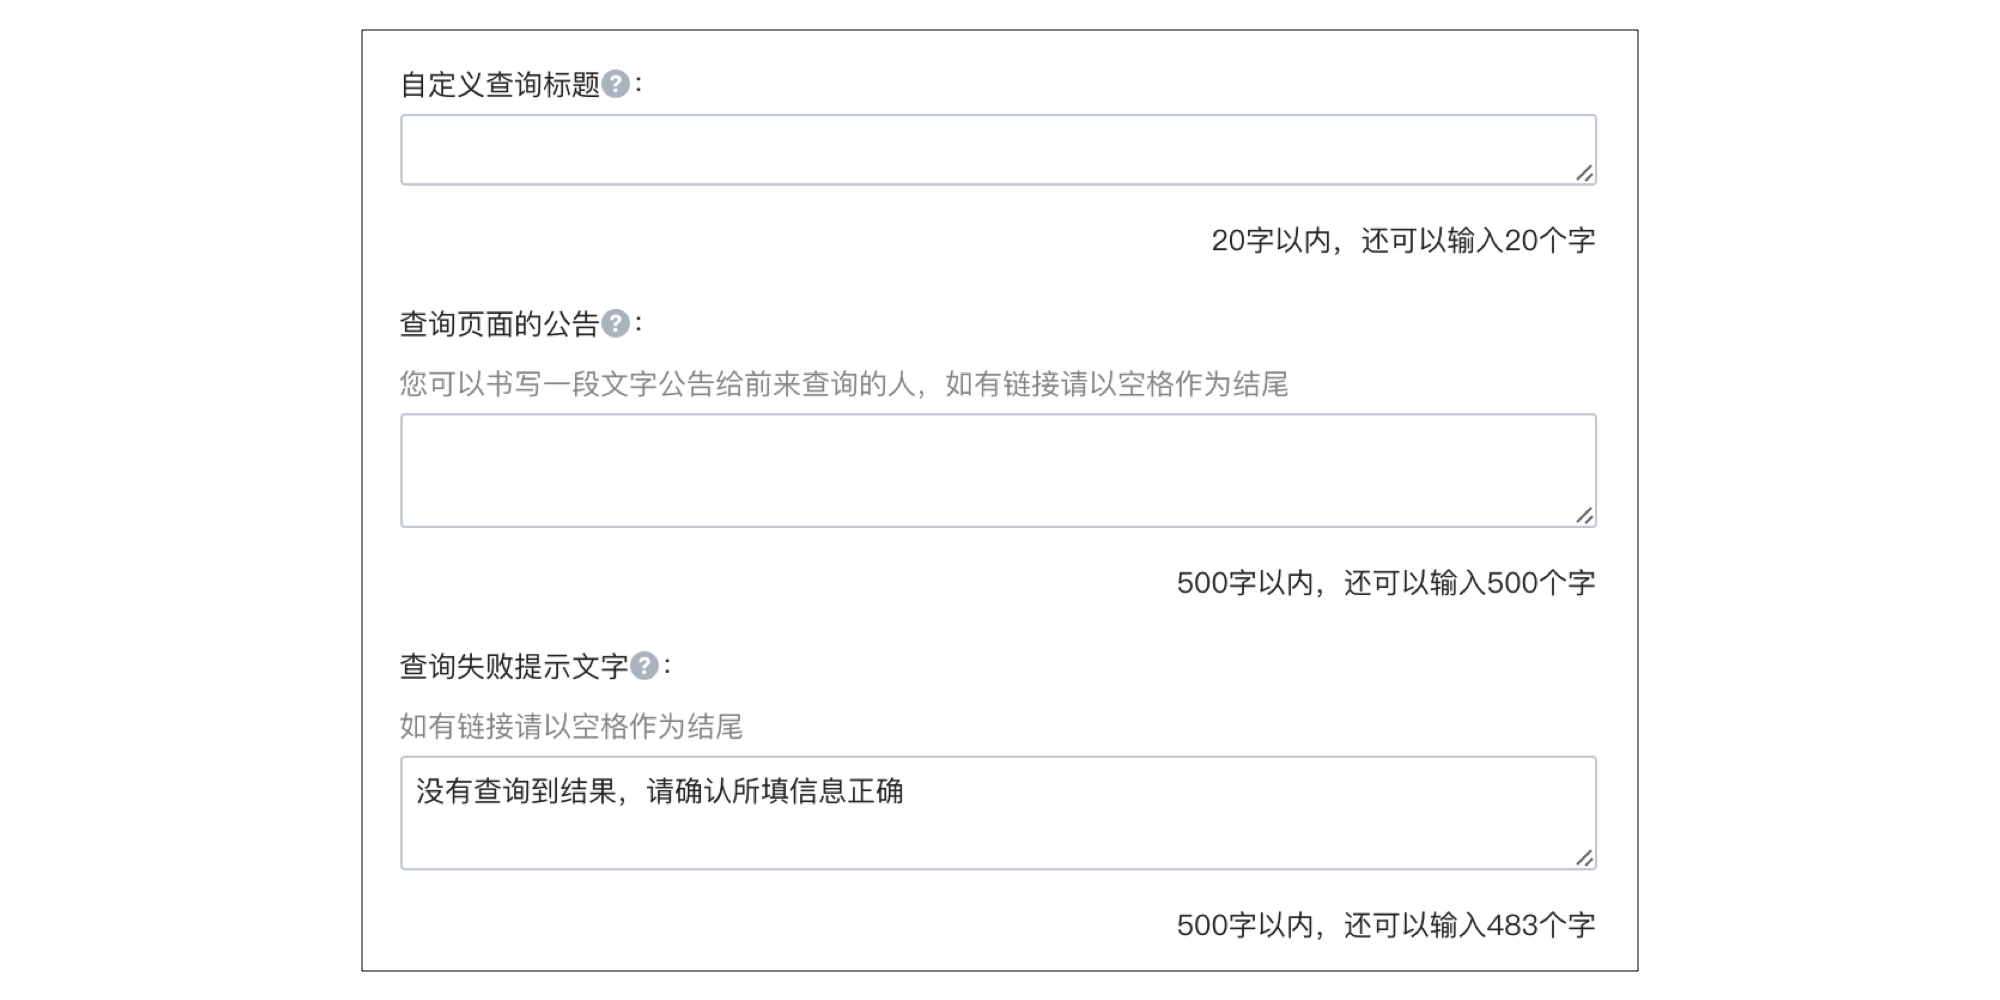 自定义查询标题?：
20字以内，还可以输入20个字
查询页面的公告?：
您可以书写一段文字公告给前来查询的人，如有链接请以空格作为结尾
500字以内，还可以输入500个字
查询失败提示文字?：
如有链接请以空格作为结尾
没有查询到结果，请确认所填信息正确
500字以内，还可以输入483个字